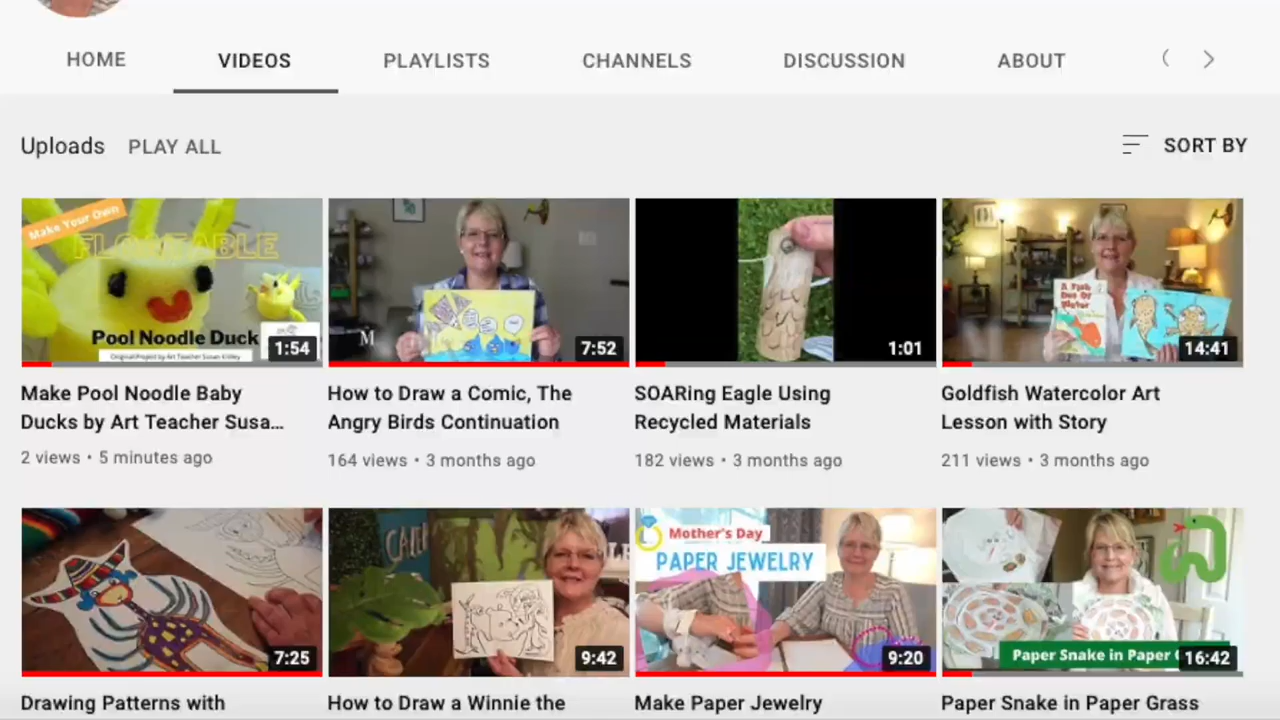 HOME VIDEOS PLAYLISTS CHANNELS DISCUSSION ABOUT
Uploads PLAY ALL SORT BY
Make Your Own
FLOATABLE
Pool Noodle Duck
1:54
7:52
1:01
A Fish
Out Of
Water
14:41
Make Pool Noodle Baby
Ducks by Art Teacher Susa...
2 views • 5 minutes ago
How to Draw a Comic, The
Angry Birds Continuation
164 views • 3 months ago
SOARing Eagle Using
Recycled Materials
182 views • 3 months ago
Goldfish Watercolor Art
Lesson with Story
211 views • 3 months ago
7:25
9:42
Mother's Day
PAPER JEWELRY
9:20
Paper Snake in Paper
16:42
Drawing Patterns with
How to Draw a Winnie the
Make Paper Jewelry
Paper Snake in Paper Grass